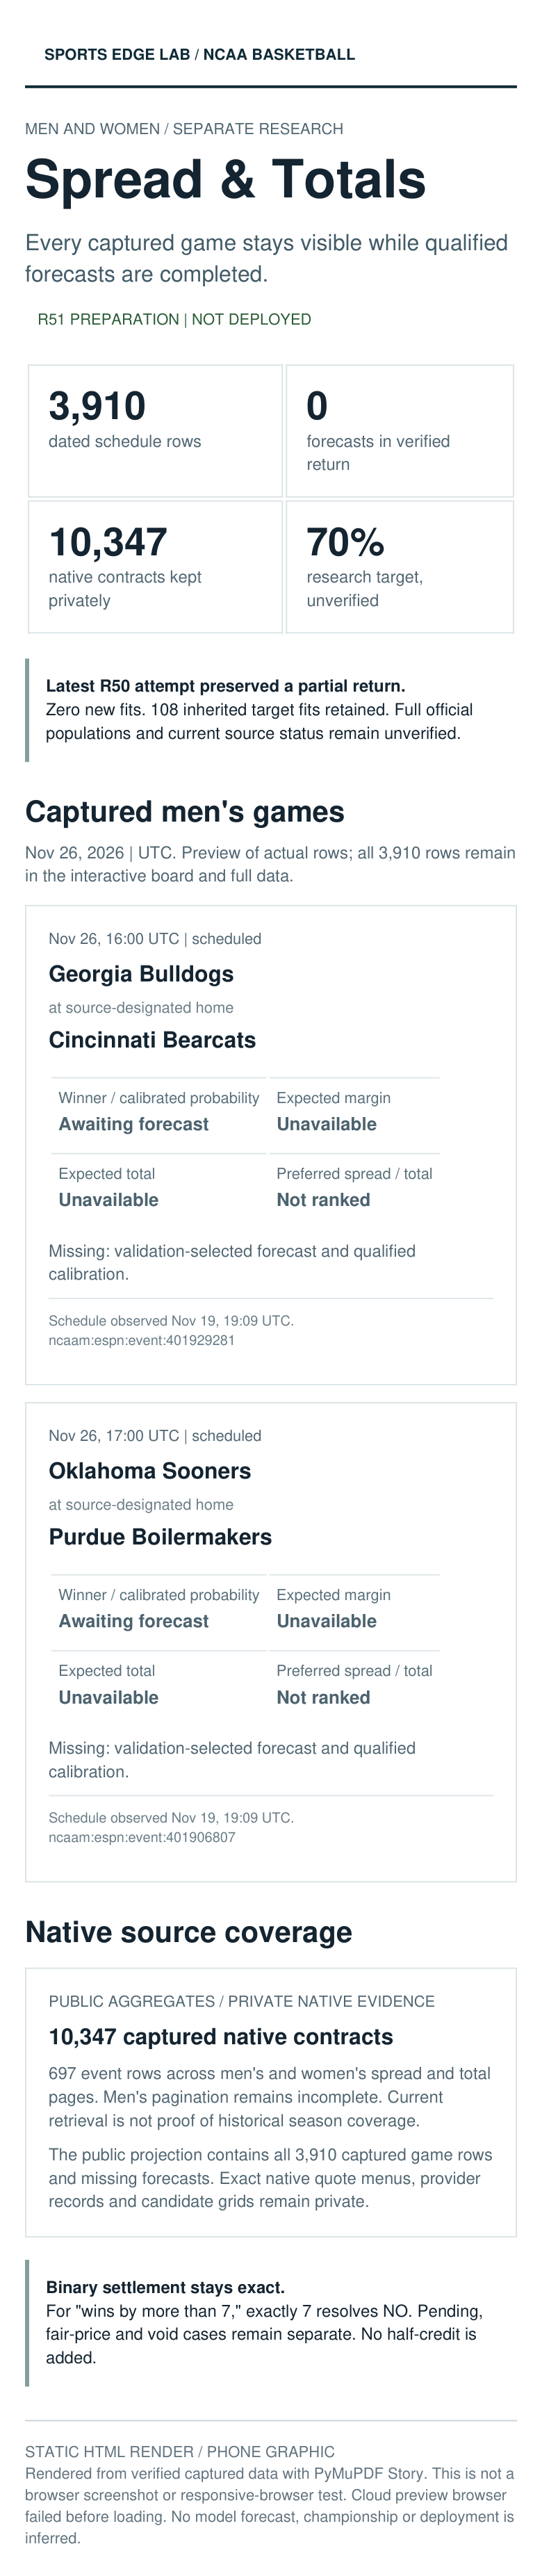 SPORTS EDGE LAB / NCAA BASKETBALL
MEN AND WOMEN / SEPARATE RESEARCH
Spread & Totals
Every captured game stays visible while qualified
forecasts are completed.
R51 PREPARATION | NOT DEPLOYED
3,910
dated schedule rows
0
forecasts in verified
return
10,347
native contracts kept
privately
70%
research target,
unverified
Latest R50 attempt preserved a partial return.
Zero new fits. 108 inherited target fits retained. Full official
populations and current source status remain unverified.
Captured men's games
Nov 26, 2026 | UTC. Preview of actual rows; all 3,910 rows remain
in the interactive board and full data.
Nov 26, 16:00 UTC | scheduled
Georgia Bulldogs
at source-designated home
Cincinnati Bearcats
Winner / calibrated probability
Awaiting forecast
Expected margin
Unavailable
Expected total
Unavailable
Preferred spread / total
Not ranked
Missing: validation-selected forecast and qualified
calibration.
Schedule observed Nov 19, 19:09 UTC.
ncaam:espn:event:401929281
Nov 26, 17:00 UTC | scheduled
Oklahoma Sooners
at source-designated home
Purdue Boilermakers
Winner / calibrated probability
Awaiting forecast
Expected margin
Unavailable
Expected total
Unavailable
Preferred spread / total
Not ranked
Missing: validation-selected forecast and qualified
calibration.
Schedule observed Nov 19, 19:09 UTC.
ncaam:espn:event:401906807
Native source coverage
PUBLIC AGGREGATES / PRIVATE NATIVE EVIDENCE
10,347 captured native contracts
697 event rows across men's and women's spread and total
pages. Men's pagination remains incomplete. Current
retrieval is not proof of historical season coverage.
The public projection contains all 3,910 captured game rows
and missing forecasts. Exact native quote menus, provider
records and candidate grids remain private.
Binary settlement stays exact.
For "wins by more than 7," exactly 7 resolves NO. Pending,
fair-price and void cases remain separate. No half-credit is
added.
STATIC HTML RENDER / PHONE GRAPHIC
Rendered from verified captured data with PyMuPDF Story. This is not a
browser screenshot or responsive-browser test. Cloud preview browser
failed before loading. No model forecast, championship or deployment is
inferred.